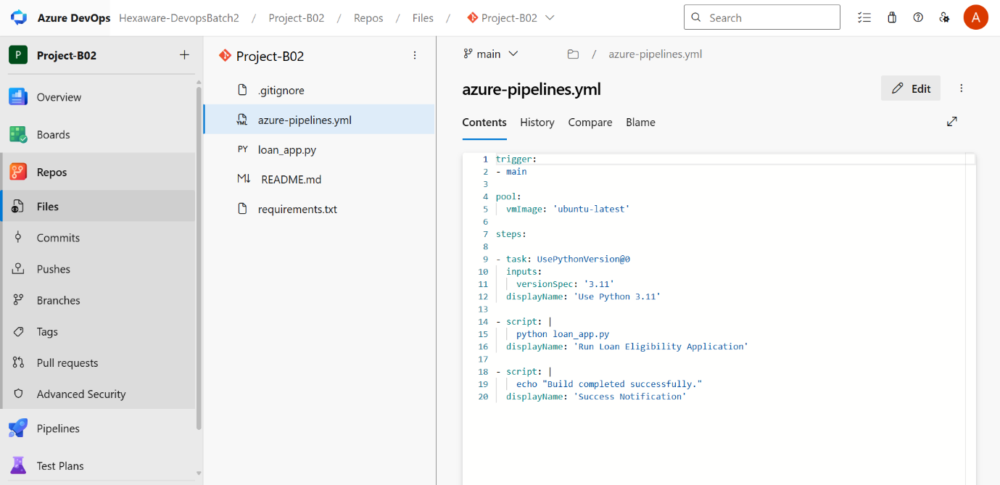 Azure DevOps Hexaware-DevopsBatch2 / Project-B02 / Repos / Files / Project-B02
Search
A
P Project-B02
Overview
Boards
Repos
Files
Commits
Pushes
Branches
Tags
Pull requests
Advanced Security
Pipelines
Test Plans
Project-B02
.gitignore
YML azure-pipelines.yml
PY loan_app.py
M↓ README.md
requirements.txt
main / azure-pipelines.yml
azure-pipelines.yml
Edit
Contents History Compare Blame
1 trigger:
2 - main
3
4 pool:
5   vmImage: 'ubuntu-latest'
6
7 steps:
8
9 - task: UsePythonVersion@0
10   inputs:
11     versionSpec: '3.11'
12   displayName: 'Use Python 3.11'
13
14 - script: |
15     python loan_app.py
16   displayName: 'Run Loan Eligibility Application'
17
18 - script: |
19     echo "Build completed successfully."
20   displayName: 'Success Notification'